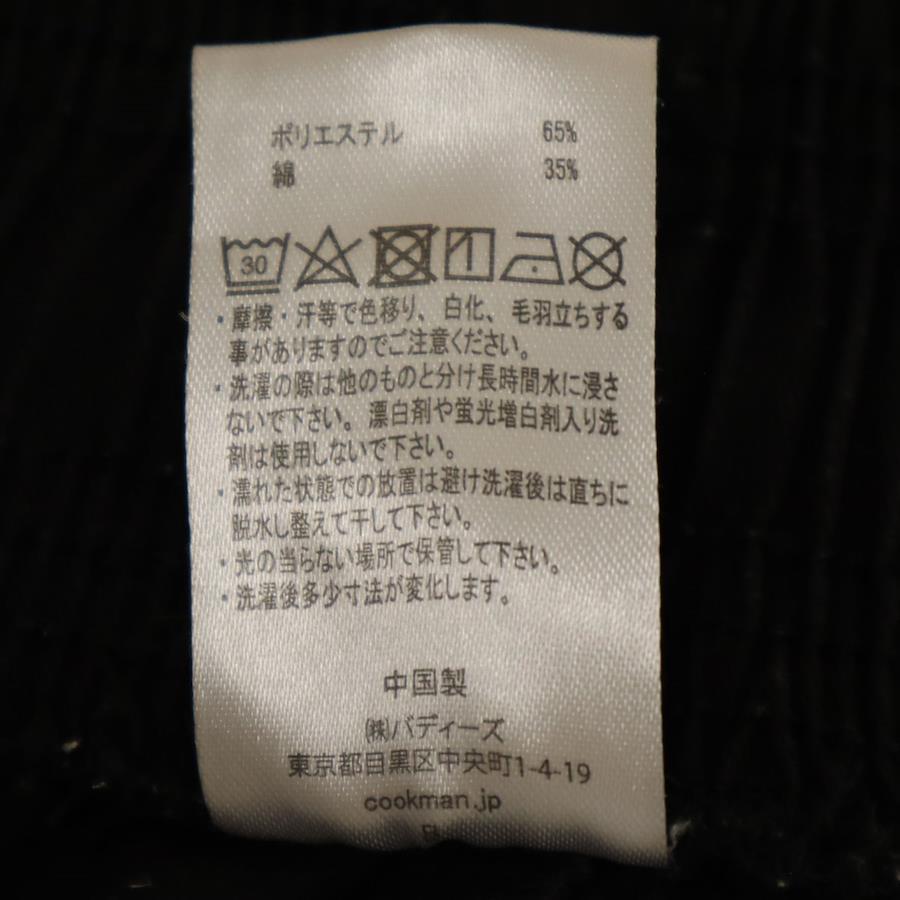 ポリエステル 65%
綿 35%
30
・摩擦・汗等で色移り、白化、毛羽立ちする
事がありますのでご注意ください。
・洗濯の際は他のものと分け長時間水に浸さ
ないで下さい。漂白剤や蛍光増白剤入り洗
剤は使用しないで下さい。
・濡れた状態での放置は避け洗濯後は直ちに
脱水し整えて干して下さい。
・光の当らない場所で保管して下さい。
・洗濯後多少寸法が変化します。
中国製
㈱バディーズ
東京都目黒区中央町1-4-19
cookman.jp